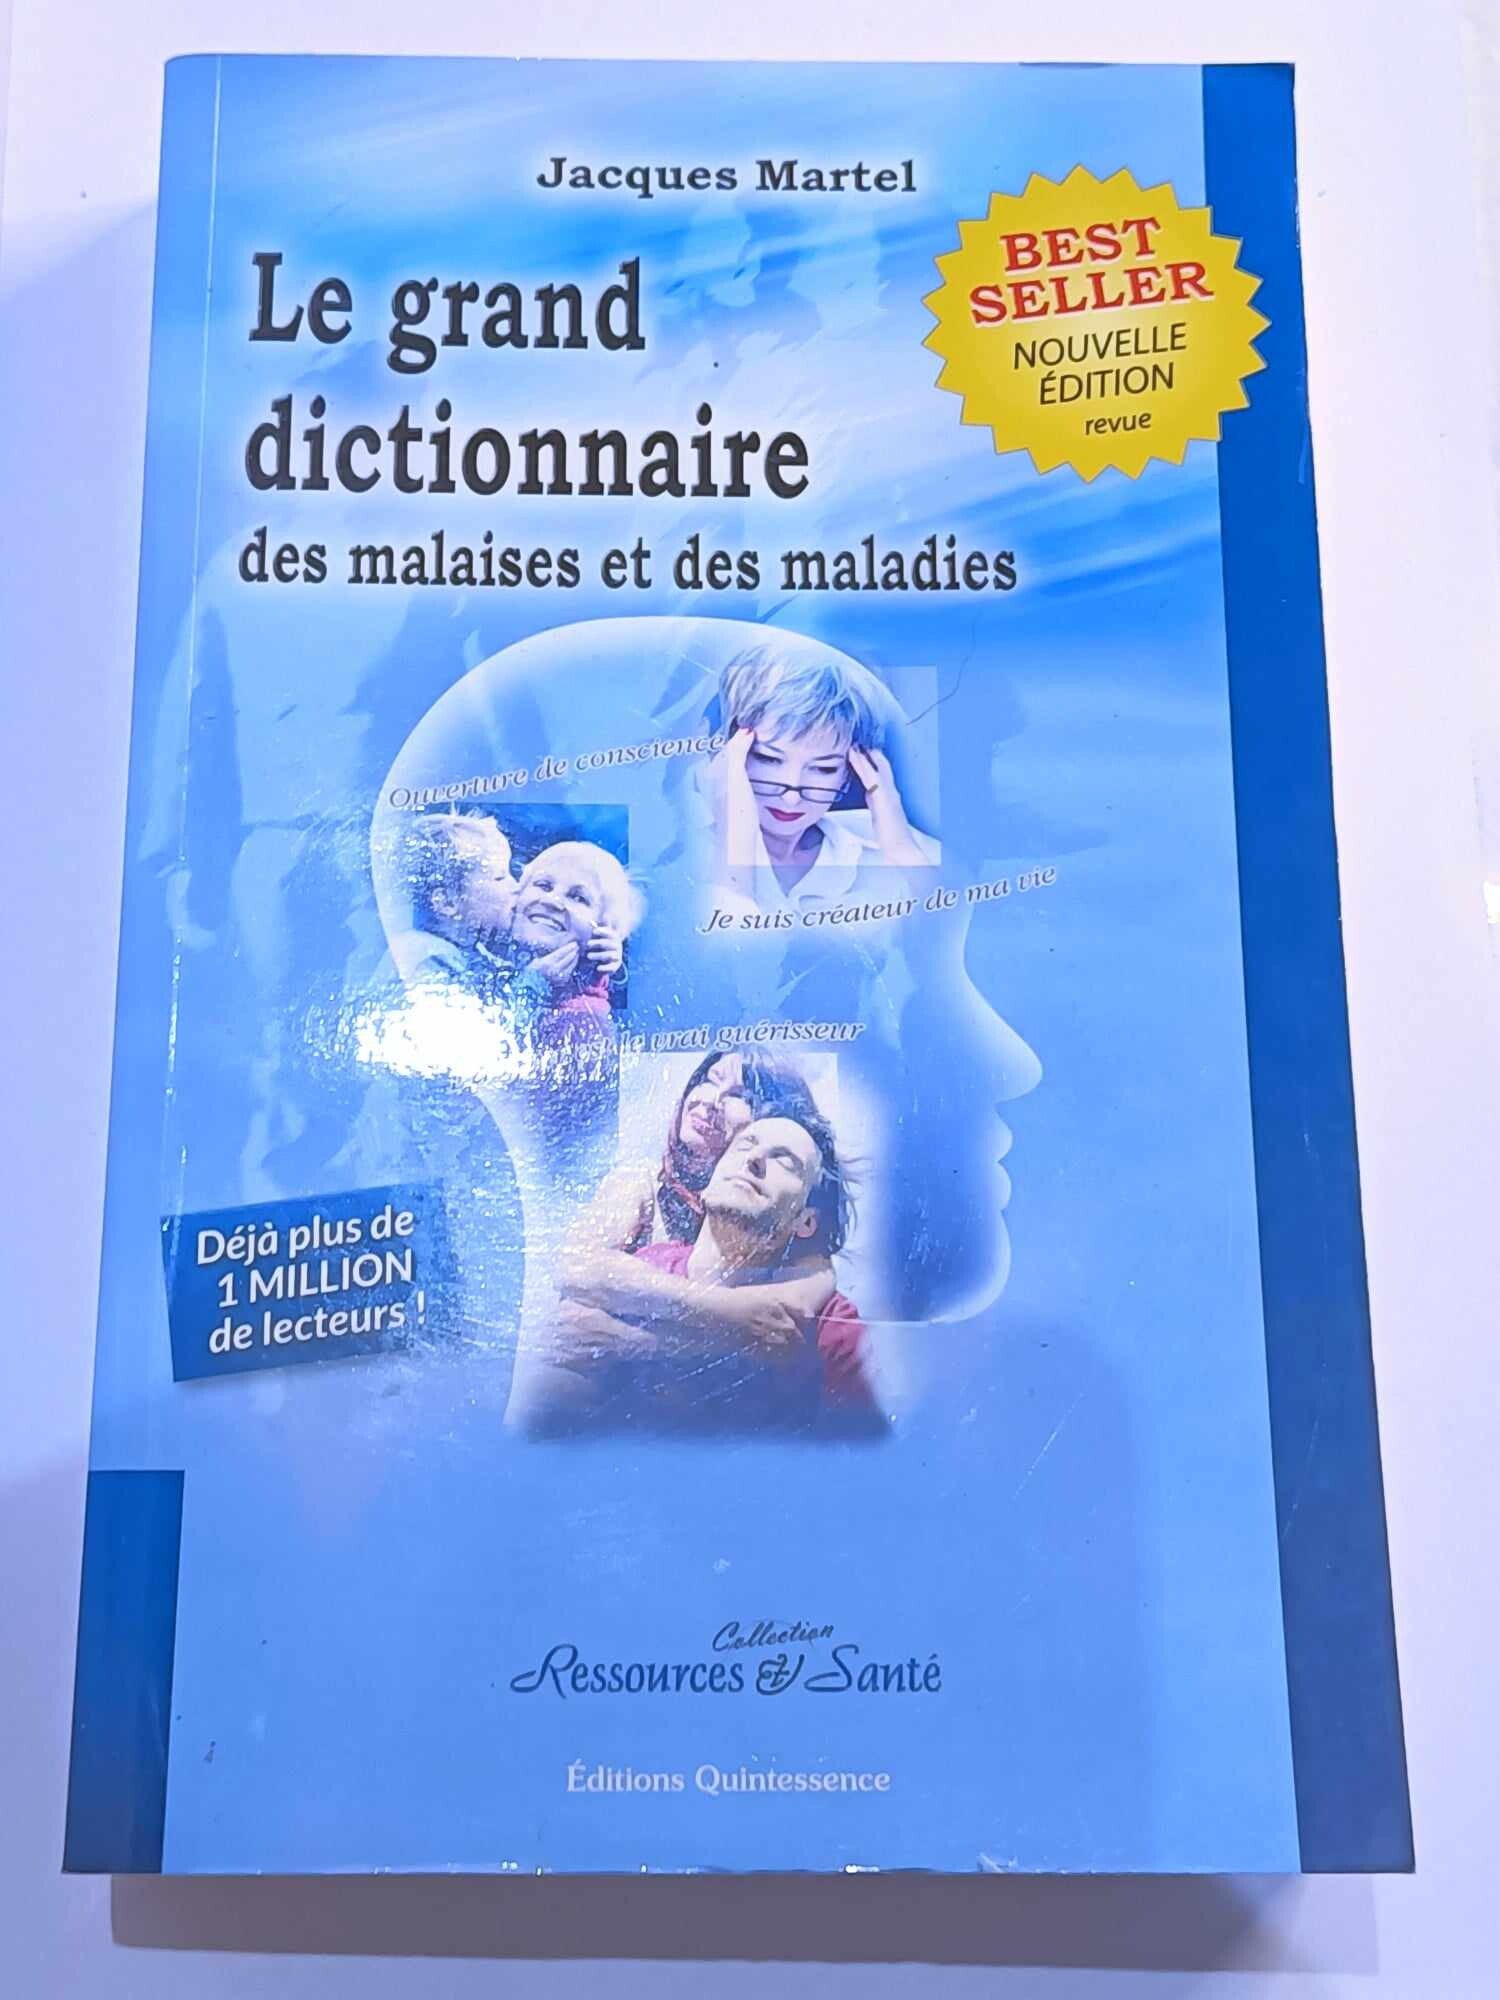 Jacques Martel
BEST
SELLER
NOUVELLE
ÉDITION
revue
Le grand
dictionnaire
des malaises et des maladies
Ouverture de conscience
Je suis créateur de ma vie
le vrai guérisseur
Déjà plus de
1 MILLION
de lecteurs !
Collection
Ressources & Santé
Éditions Quintessence